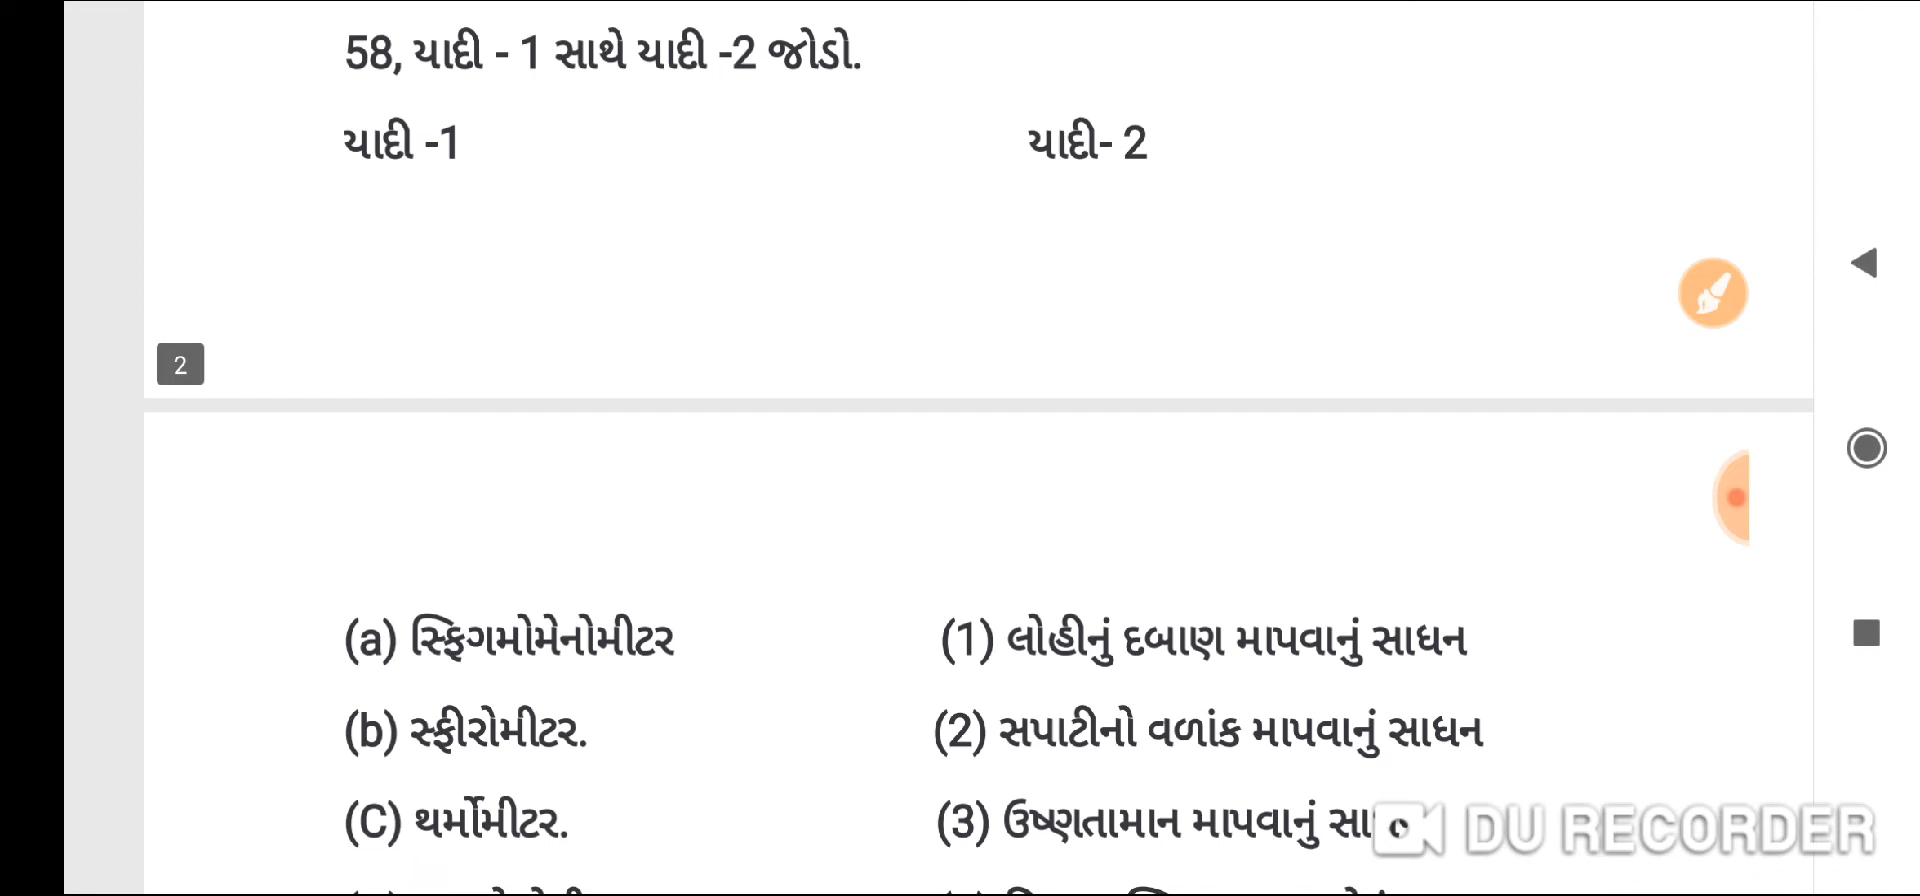 58, યાદી - 1 સાથે યાદી -2 જોડો.
યાદી -1 યાદી- 2
2
(a) સ્ફિગમોમેનોમીટર (1) લોહીનું દબાણ માપવાનું સાધન
(b) સ્ફીરોમીટર. (2) સપાટીનો વળાંક માપવાનું સાધન
(C) થર્મોમીટર. (3) ઉષ્ણતામાન માપવાનું
DU RECORDER